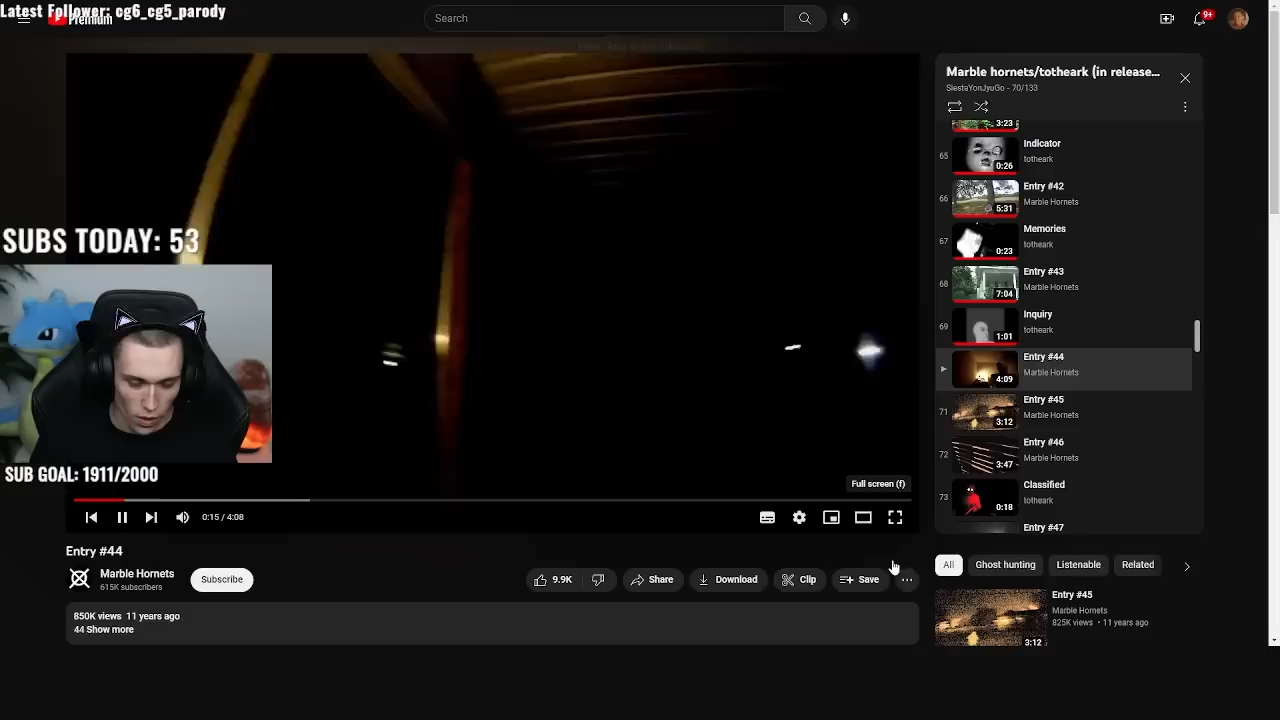 Latest Follower: cg6_cg5_parody
Premium
Search
9+
SUBS TODAY: 53
SUB GOAL: 1911/2000
Full screen (f)
0:15 / 4:08
Entry #44
Marble Hornets
615K subscribers
Subscribe
9.9K
Share
Download
Clip
Save
850K views 11 years ago
44 Show more
Marble hornets/totheark (in release...
SiestaYonJyuGo - 70/133
3:23
65
0:26
Indicator
totheark
66
5:31
Entry #42
Marble Hornets
67
0:23
Memories
totheark
68
7:04
Entry #43
Marble Hornets
69
1:01
Inquiry
totheark
4:09
Entry #44
Marble Hornets
71
3:12
Entry #45
Marble Hornets
72
3:47
Entry #46
Marble Hornets
73
0:18
Classified
totheark
Entry #47
All
Ghost hunting
Listenable
Related
3:12
Entry #45
Marble Hornets
825K views • 11 years ago